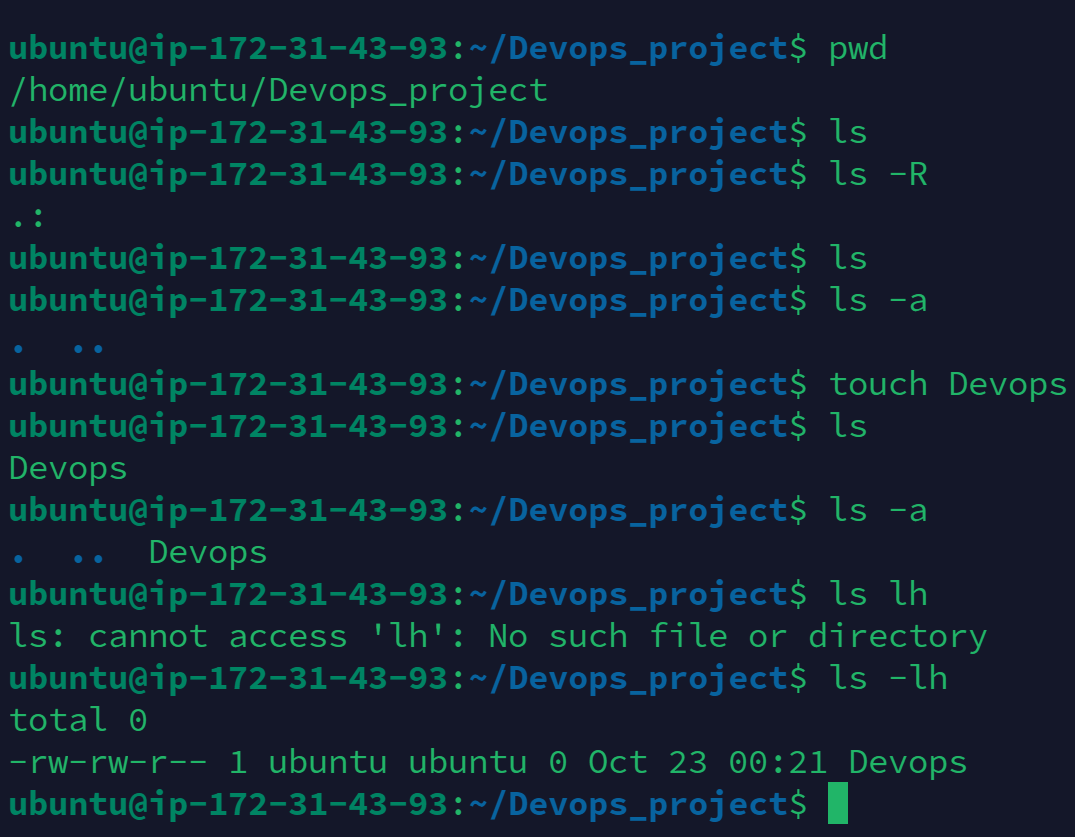 ubuntu@ip-172-31-43-93:~/Devops_project$ pwd
/home/ubuntu/Devops_project
ubuntu@ip-172-31-43-93:~/Devops_project$ ls
ubuntu@ip-172-31-43-93:~/Devops_project$ ls -R
.:
ubuntu@ip-172-31-43-93:~/Devops_project$ ls
ubuntu@ip-172-31-43-93:~/Devops_project$ ls -a
.  ..
ubuntu@ip-172-31-43-93:~/Devops_project$ touch Devops
ubuntu@ip-172-31-43-93:~/Devops_project$ ls
Devops
ubuntu@ip-172-31-43-93:~/Devops_project$ ls -a
.  ..  Devops
ubuntu@ip-172-31-43-93:~/Devops_project$ ls lh
ls: cannot access 'lh': No such file or directory
ubuntu@ip-172-31-43-93:~/Devops_project$ ls -lh
total 0
-rw-rw-r-- 1 ubuntu ubuntu 0 Oct 23 00:21 Devops
ubuntu@ip-172-31-43-93:~/Devops_project$